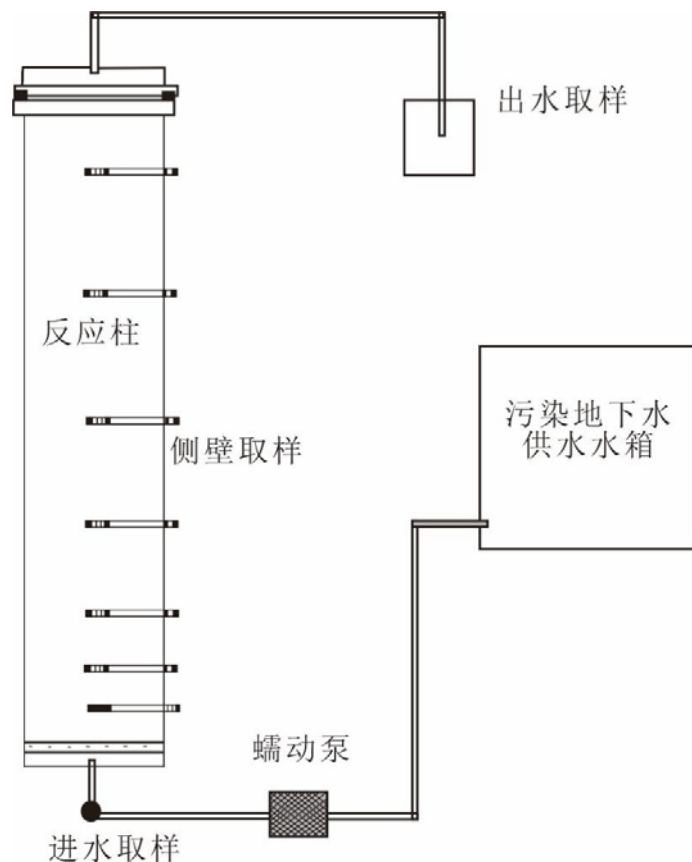 出水取样
反应柱
污染地下水
供水水箱
侧壁取样
蠕动泵
进水取样